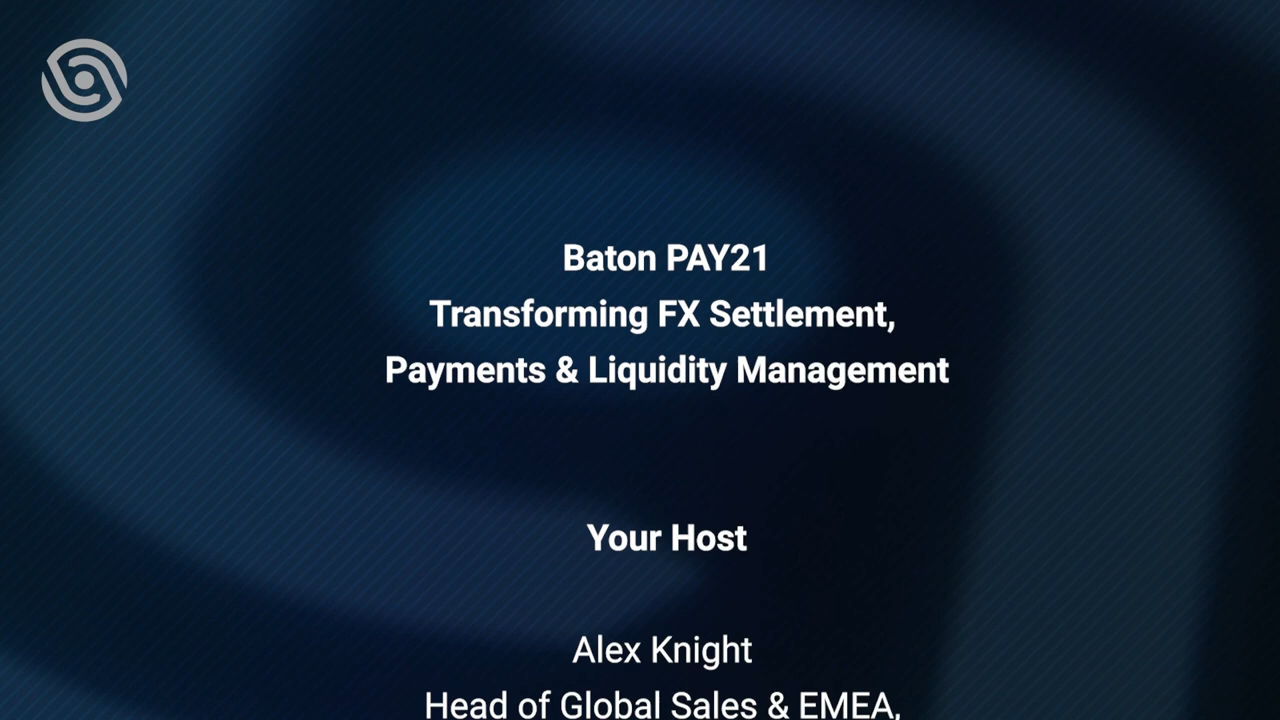 Baton PAY21
Transforming FX Settlement,
Payments & Liquidity Management
Your Host
Alex Knight
Head of Global Sales & EMEA,